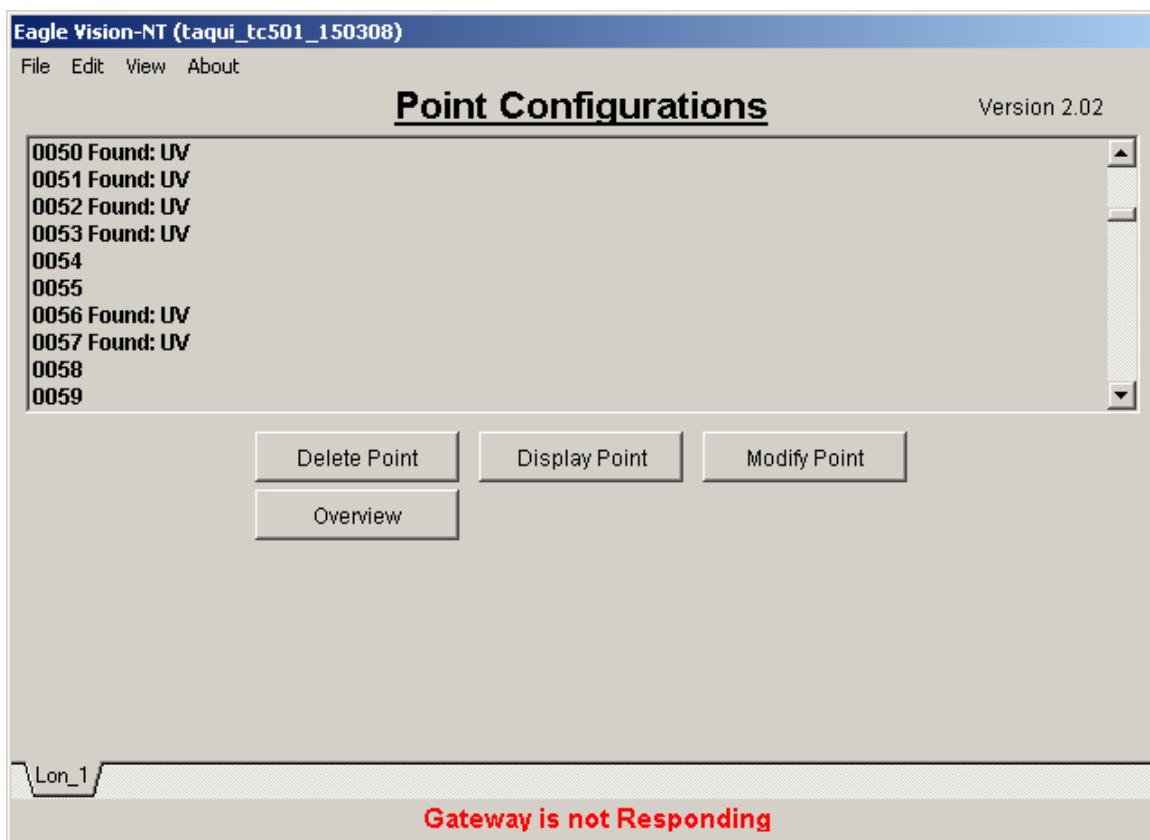 Eagle Vision-NT (taqui_tc501_150308)
File Edit View About
Point Configurations
Version 2.02
0050 Found: UV
0051 Found: UV
0052 Found: UV
0053 Found: UV
0054
0055
0056 Found: UV
0057 Found: UV
0058
0059
Delete Point Display Point Modify Point
Overview
Lon_1
Gateway is not Responding